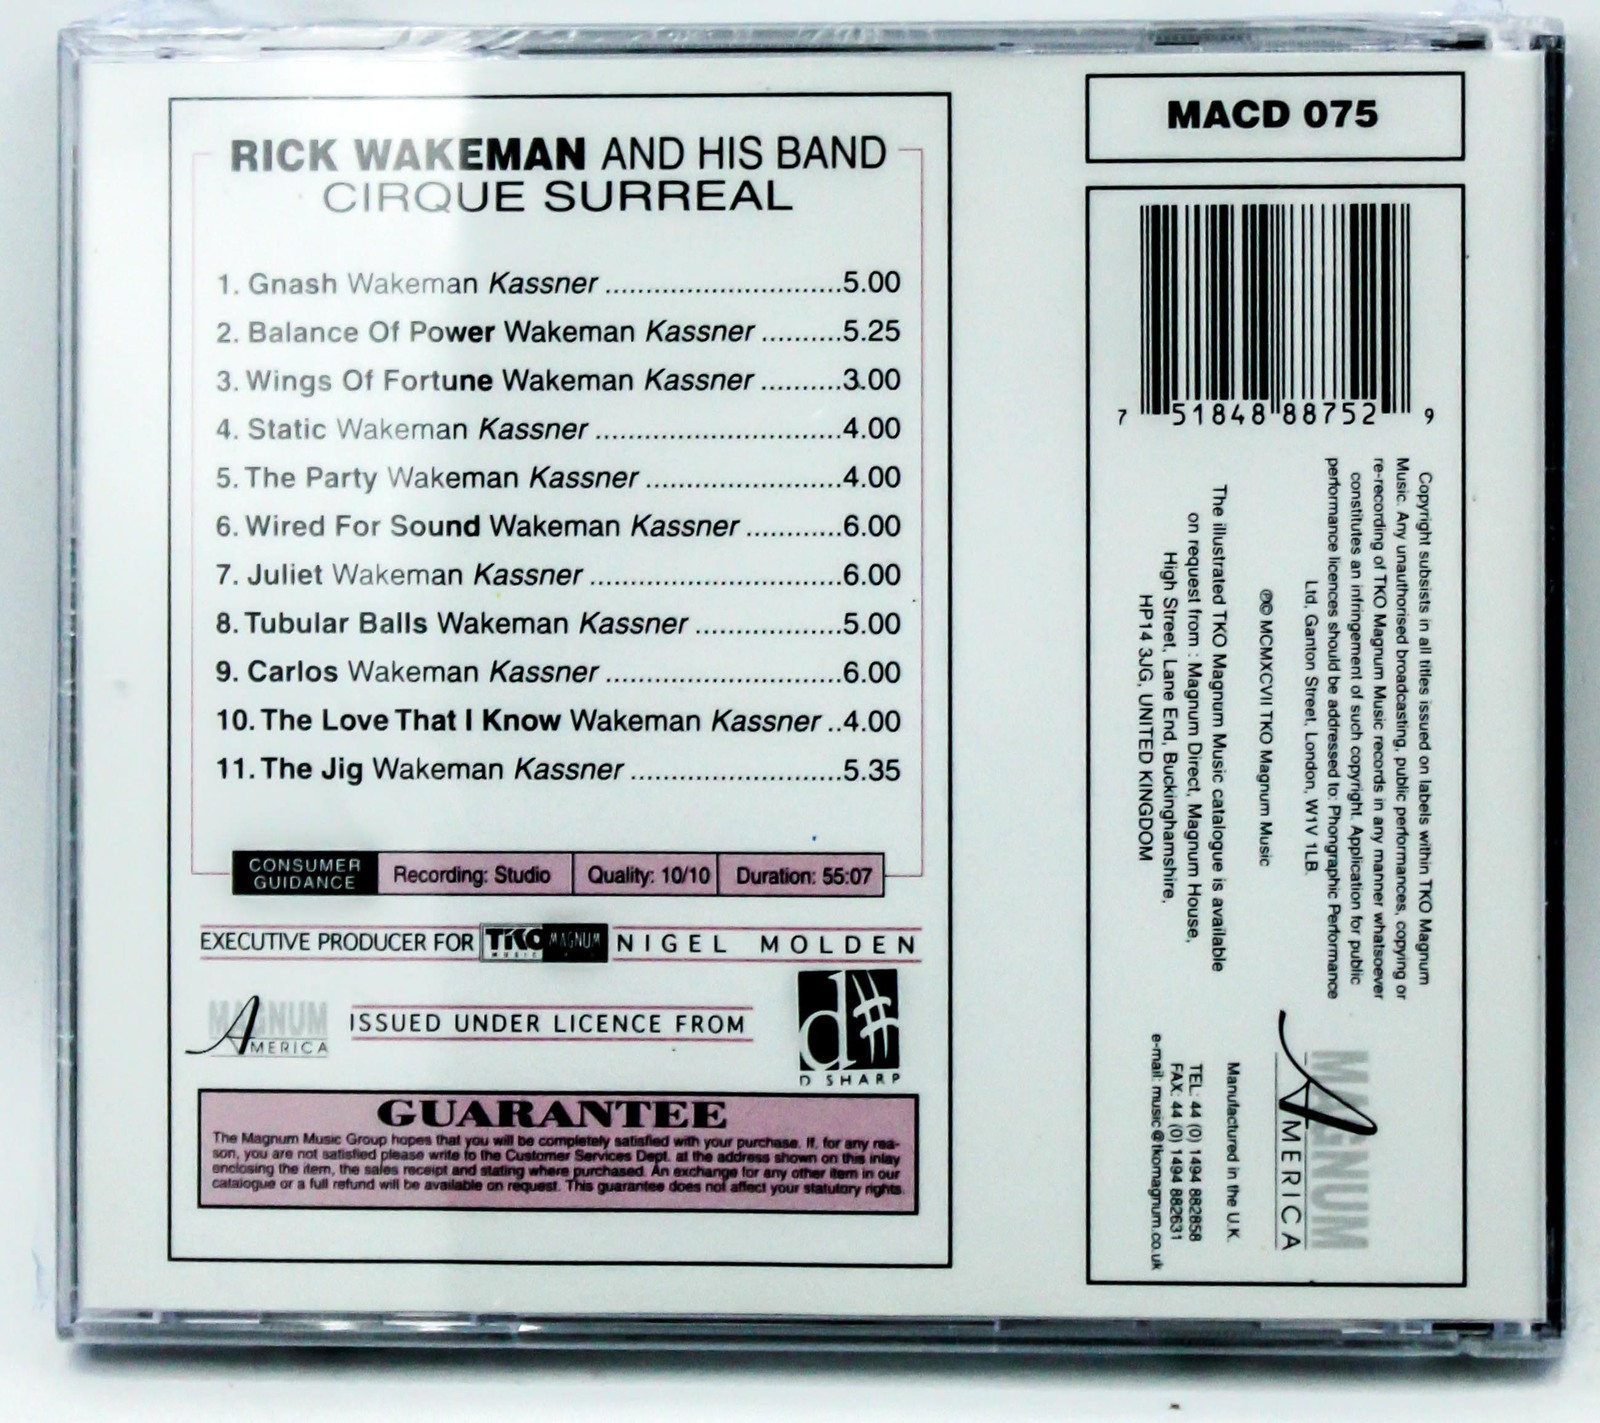 RICK WAKEMAN AND HIS BAND
CIRQUE SURREAL
1. Gnash Wakeman Kassner ............................5.00
2. Balance Of Power Wakeman Kassner ..........5.25
3. Wings Of Fortune Wakeman Kassner ..........3.00
4. Static Wakeman Kassner .............................4.00
5. The Party Wakeman Kassner .......................4.00
6. Wired For Sound Wakeman Kassner ...........6.00
7. Juliet Wakeman Kassner ..............................6.00
8. Tubular Balls Wakeman Kassner .................5.00
9. Carlos Wakeman Kassner ............................6.00
10. The Love That I Know Wakeman Kassner ..4.00
11. The Jig Wakeman Kassner .........................5.35
CONSUMER
GUIDANCE
Recording: Studio
Quality: 10/10
Duration: 55:07
EXECUTIVE PRODUCER FOR TKO MUSIC MAGNUM NIGEL MOLDEN
MAGNUM
AMERICA
ISSUED UNDER LICENCE FROM
d#
D SHARP
GUARANTEE
The Magnum Music Group hopes that you will be completely satisfied with your purchase. If, for any rea-
son, you are not satisfied please write to the Customer Services Dept. at the address shown on this inlay
enclosing the item, the sales receipt and stating where purchased. An exchange for any other item in our
catalogue or a full refund will be available on request. This guarantee does not affect your statutory rights.
MACD 075
7 51848 88752 9
Copyright subsists in all titles issued on labels within TKO Magnum
Music. Any unauthorised broadcasting, public performances, copying or
re-recording of TKO Magnum Music records in any manner whatsoever
constitutes an infringement of such copyright. Application for public
performance licences should be addressed to: Phonographic Performance
Ltd, Ganton Street, London, W1V 1LB.
℗© MCMXCVII TKO Magnum Music
The illustrated TKO Magnum Music catalogue is available
on request from : Magnum Direct, Magnum House,
High Street, Lane End, Buckinghamshire,
HP14 3JG, UNITED KINGDOM
MAGNUM
AMERICA
Manufactured in the U.K.
TEL: 44 (0) 1494 882858
FAX: 44 (0) 1494 882631
e-mail: music@tkomagnum.co.uk